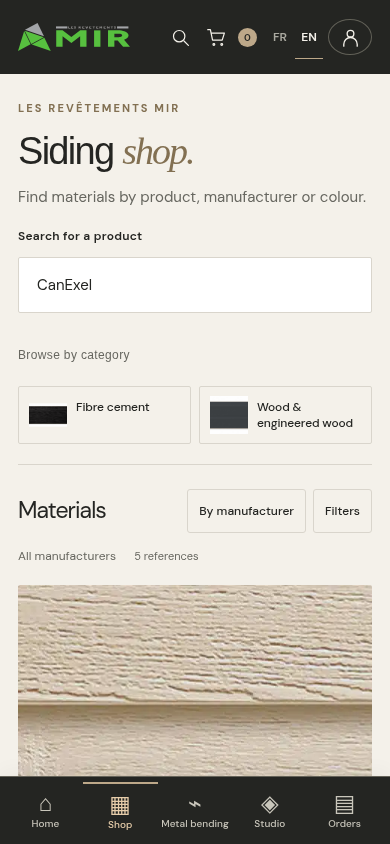 LES REVÊTEMENTS
MIR
0
FR
EN
LES REVÊTEMENTS MIR
Siding shop.
Find materials by product, manufacturer or colour.
Search for a product
CanExel
Browse by category
Fibre cement
Wood &
engineered wood
Materials
By manufacturer
Filters
All manufacturers
5 references
Home
Shop
Metal bending
Studio
Orders